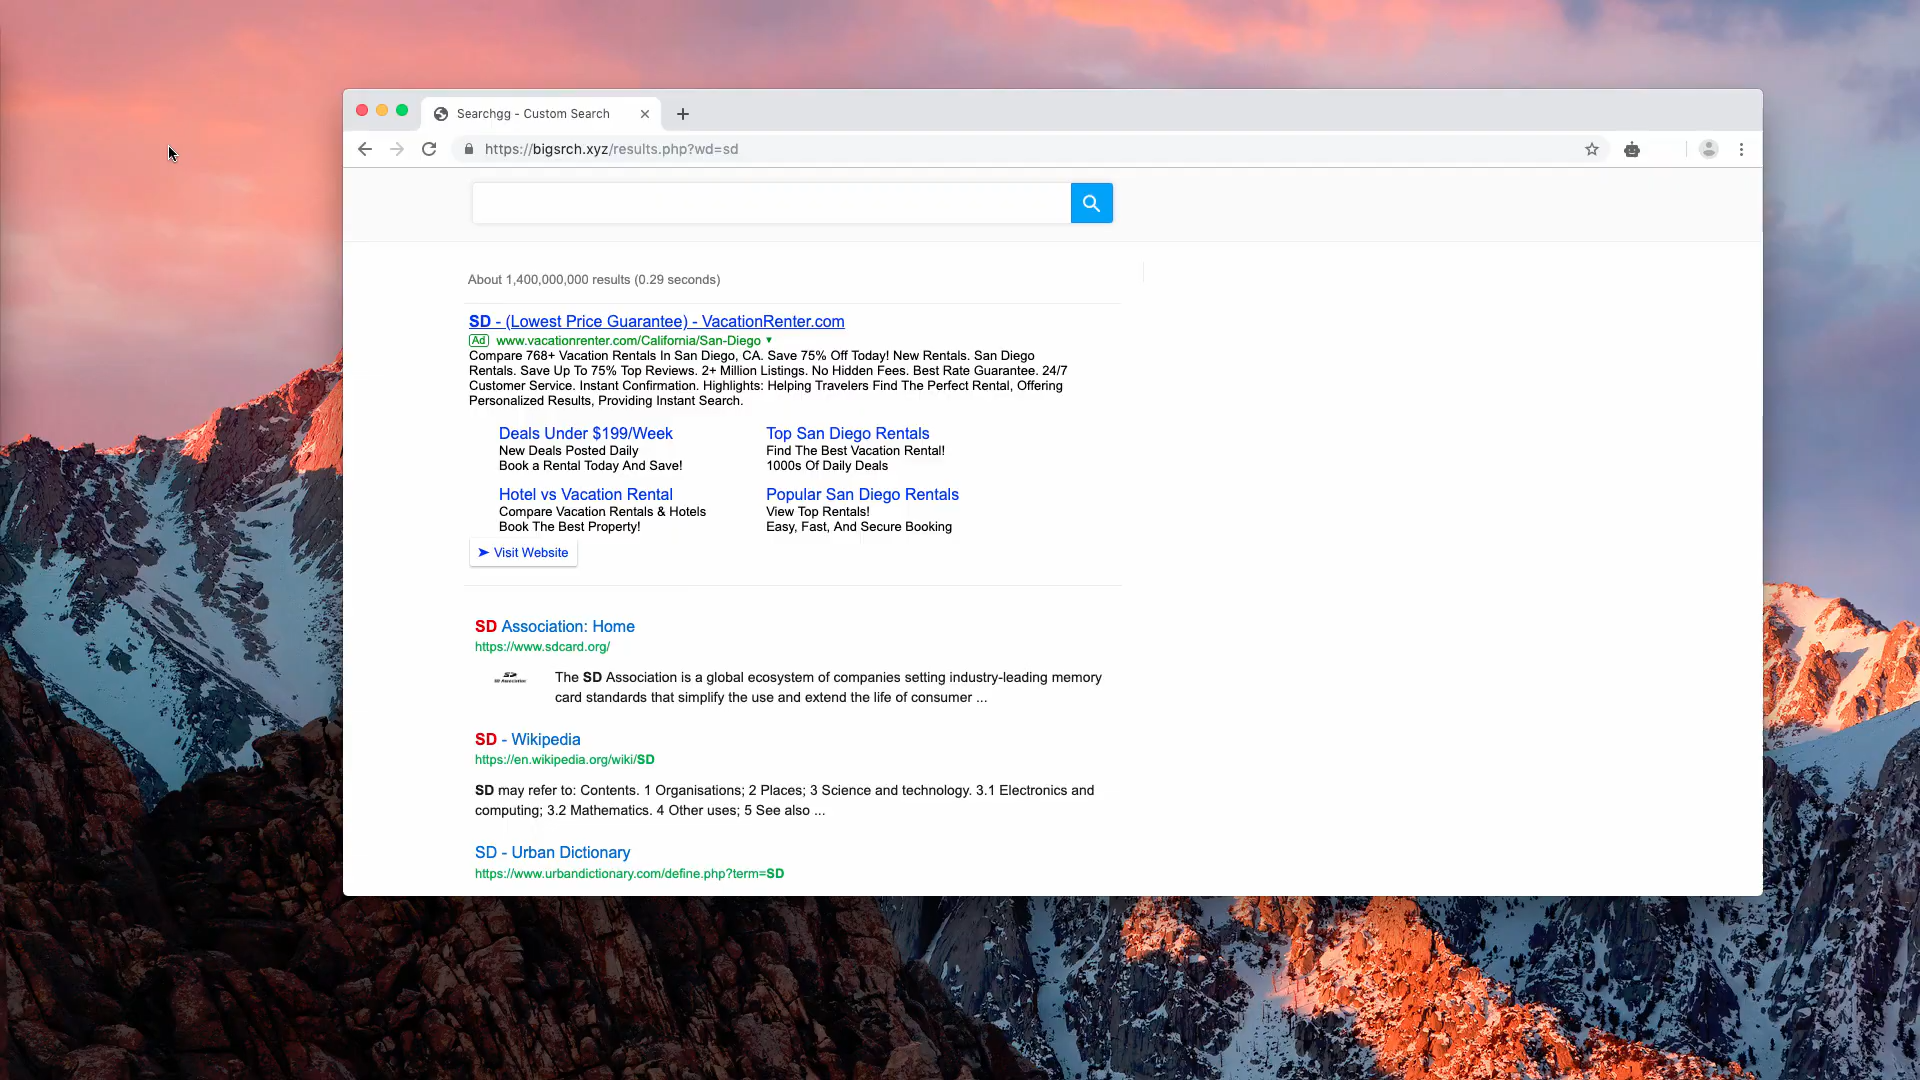 Searchgg - Custom Search
https://bigsrch.xyz/results.php?wd=sd
About 1,400,000,000 results (0.29 seconds)
SD - (Lowest Price Guarantee) - VacationRenter.com
Ad www.vacationrenter.com/California/San-Diego
Compare 768+ Vacation Rentals In San Diego, CA. Save 75% Off Today! New Rentals. San Diego
Rentals. Save Up To 75% Top Reviews. 2+ Million Listings. No Hidden Fees. Best Rate Guarantee. 24/7
Customer Service. Instant Confirmation. Highlights: Helping Travelers Find The Perfect Rental, Offering
Personalized Results, Providing Instant Search.
Deals Under $199/Week
New Deals Posted Daily
Book a Rental Today And Save!
Top San Diego Rentals
Find The Best Vacation Rental!
1000s Of Daily Deals
Hotel vs Vacation Rental
Compare Vacation Rentals & Hotels
Book The Best Property!
Popular San Diego Rentals
View Top Rentals!
Easy, Fast, And Secure Booking
Visit Website
SD Association: Home
https://www.sdcard.org/
SD Association
The SD Association is a global ecosystem of companies setting industry-leading memory
card standards that simplify the use and extend the life of consumer ...
SD - Wikipedia
https://en.wikipedia.org/wiki/SD
SD may refer to: Contents. 1 Organisations; 2 Places; 3 Science and technology. 3.1 Electronics and
computing; 3.2 Mathematics. 4 Other uses; 5 See also ...
SD - Urban Dictionary
https://www.urbandictionary.com/define.php?term=SD